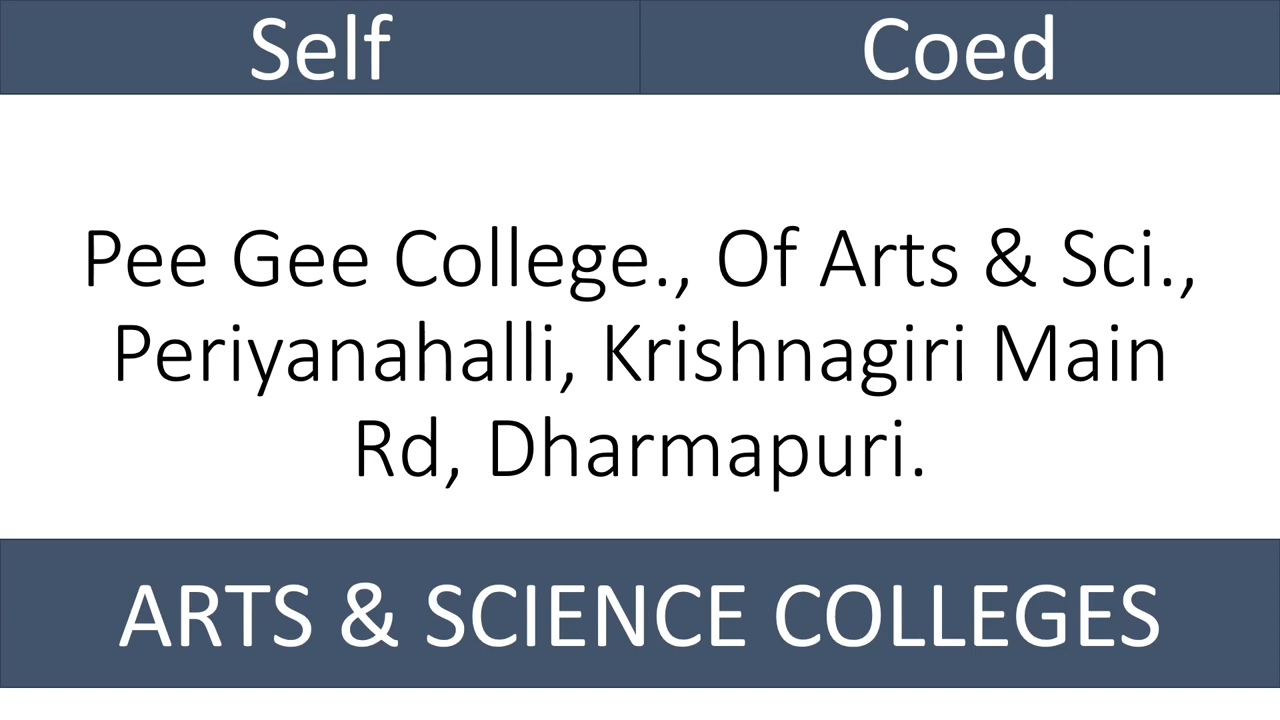 Self
Coed
Pee Gee College., Of Arts & Sci.,
Periyanahalli, Krishnagiri Main
Rd, Dharmapuri.
ARTS & SCIENCE COLLEGES